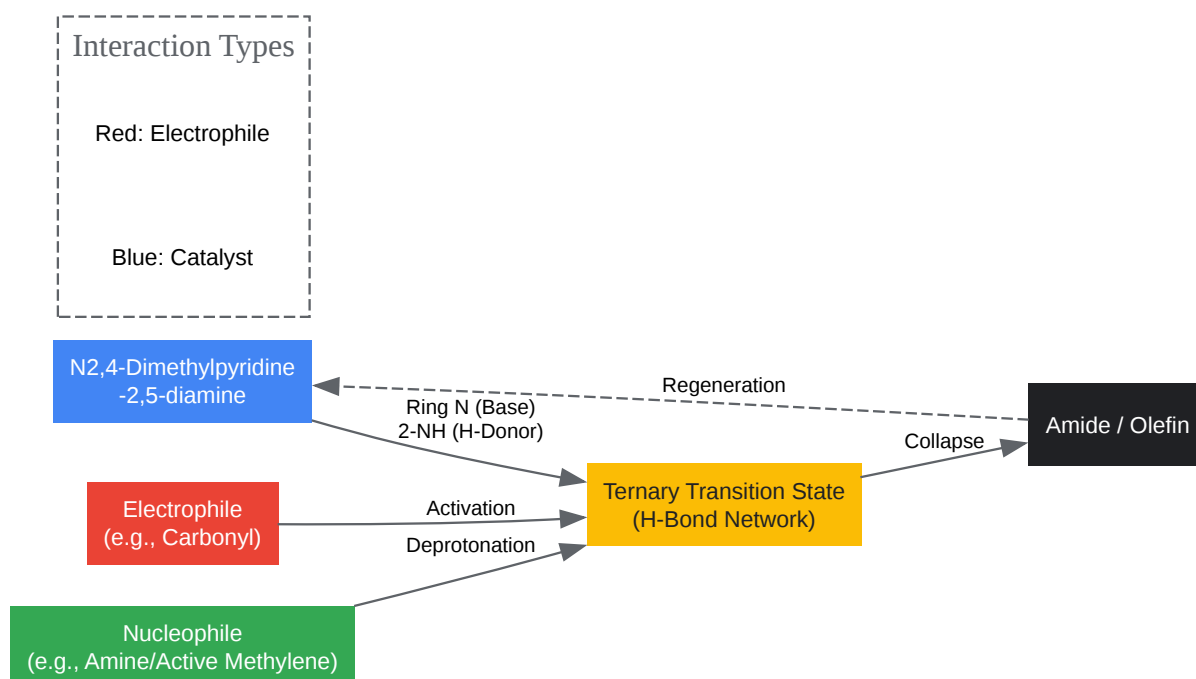 Interaction Types
Red: Electrophile
Blue: Catalyst
N2,4-Dimethylpyridine
-2,5-diamine
Regeneration
Ring N (Base)
2-NH (H-Donor)
Amide / Olefin
Collapse
Ternary Transition State
(H-Bond Network)
Electrophile
(e.g., Carbonyl)
Activation
Deprotonation
Nucleophile
(e.g., Amine/Active Methylene)